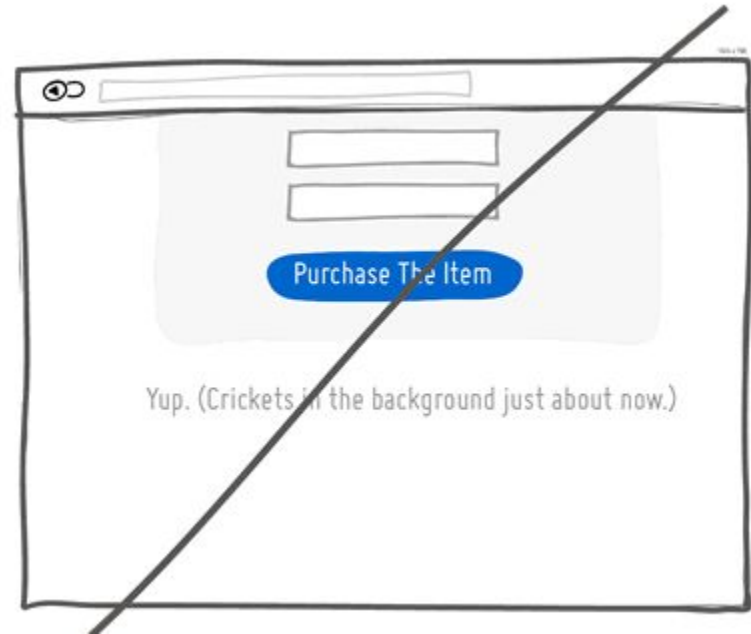 Purchase The Item
Yup. (Crickets in the background just about now.)